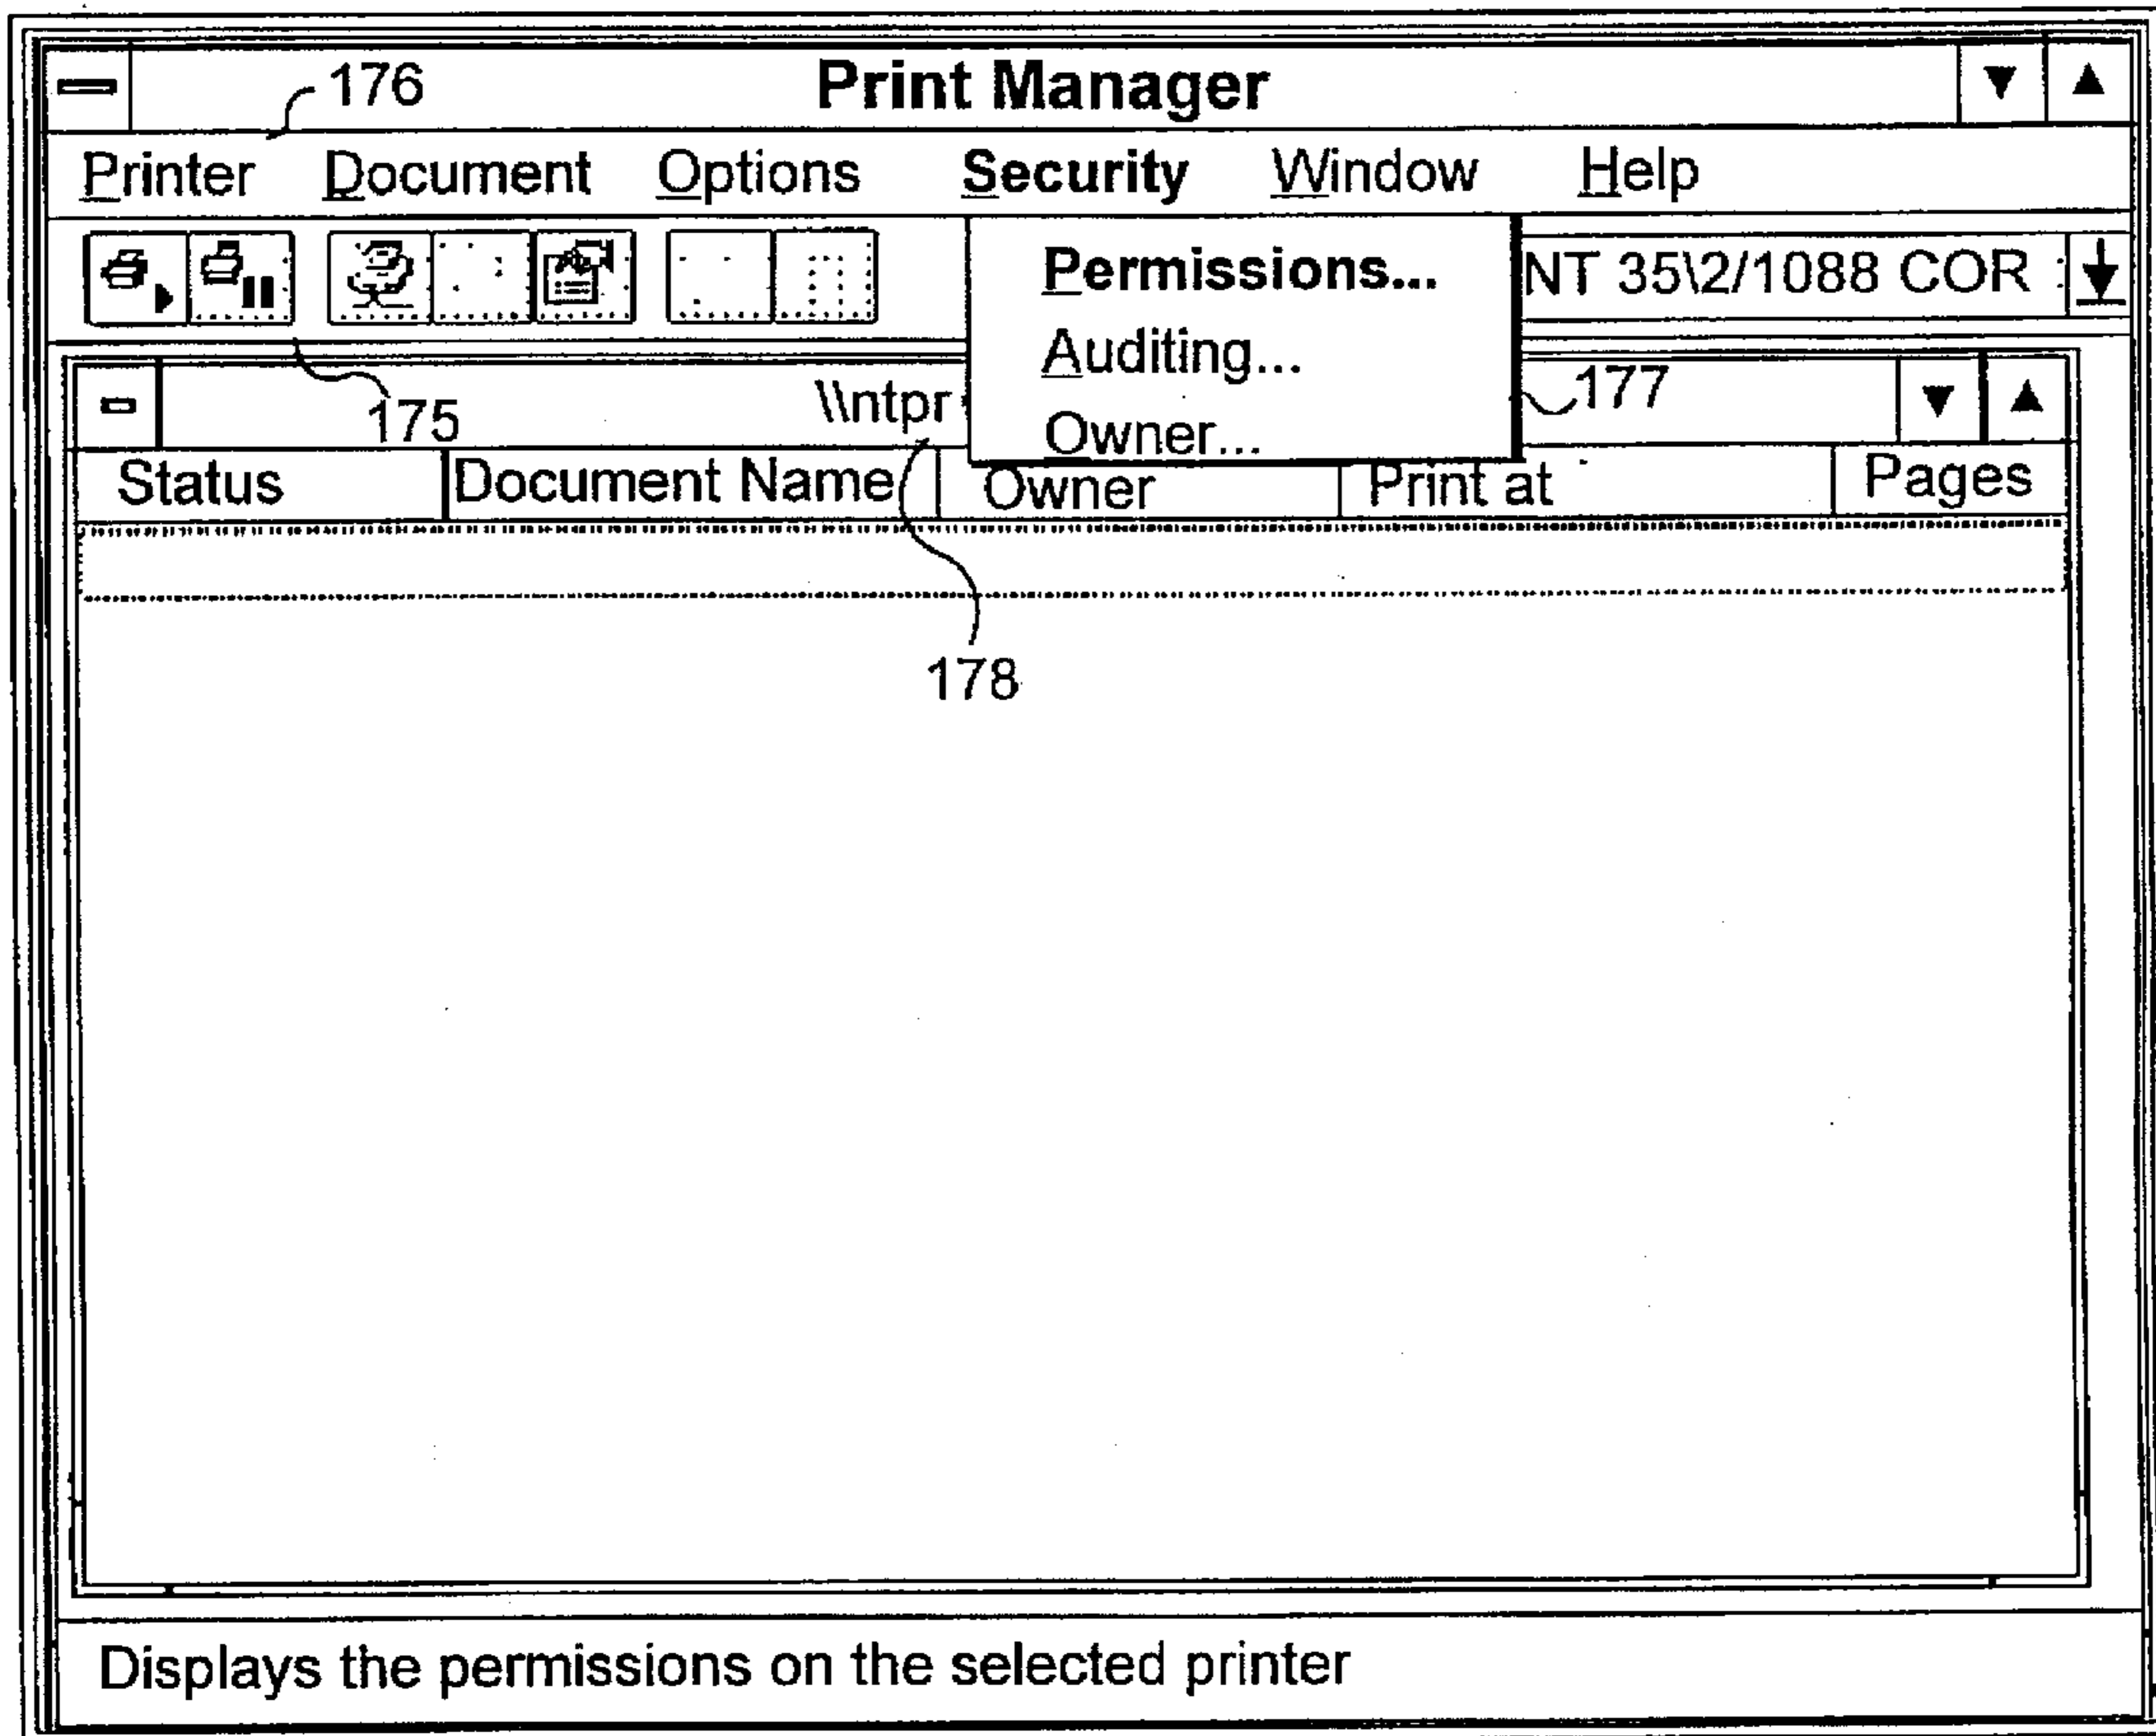 176
Print Manager
Printer Document Options Security Window Help
Permissions...
NT 35\2/1088 COR
Auditing...
175
\\ntpr
177
Owner...
Status Document Name Owner Print at Pages
178
Displays the permissions on the selected printer